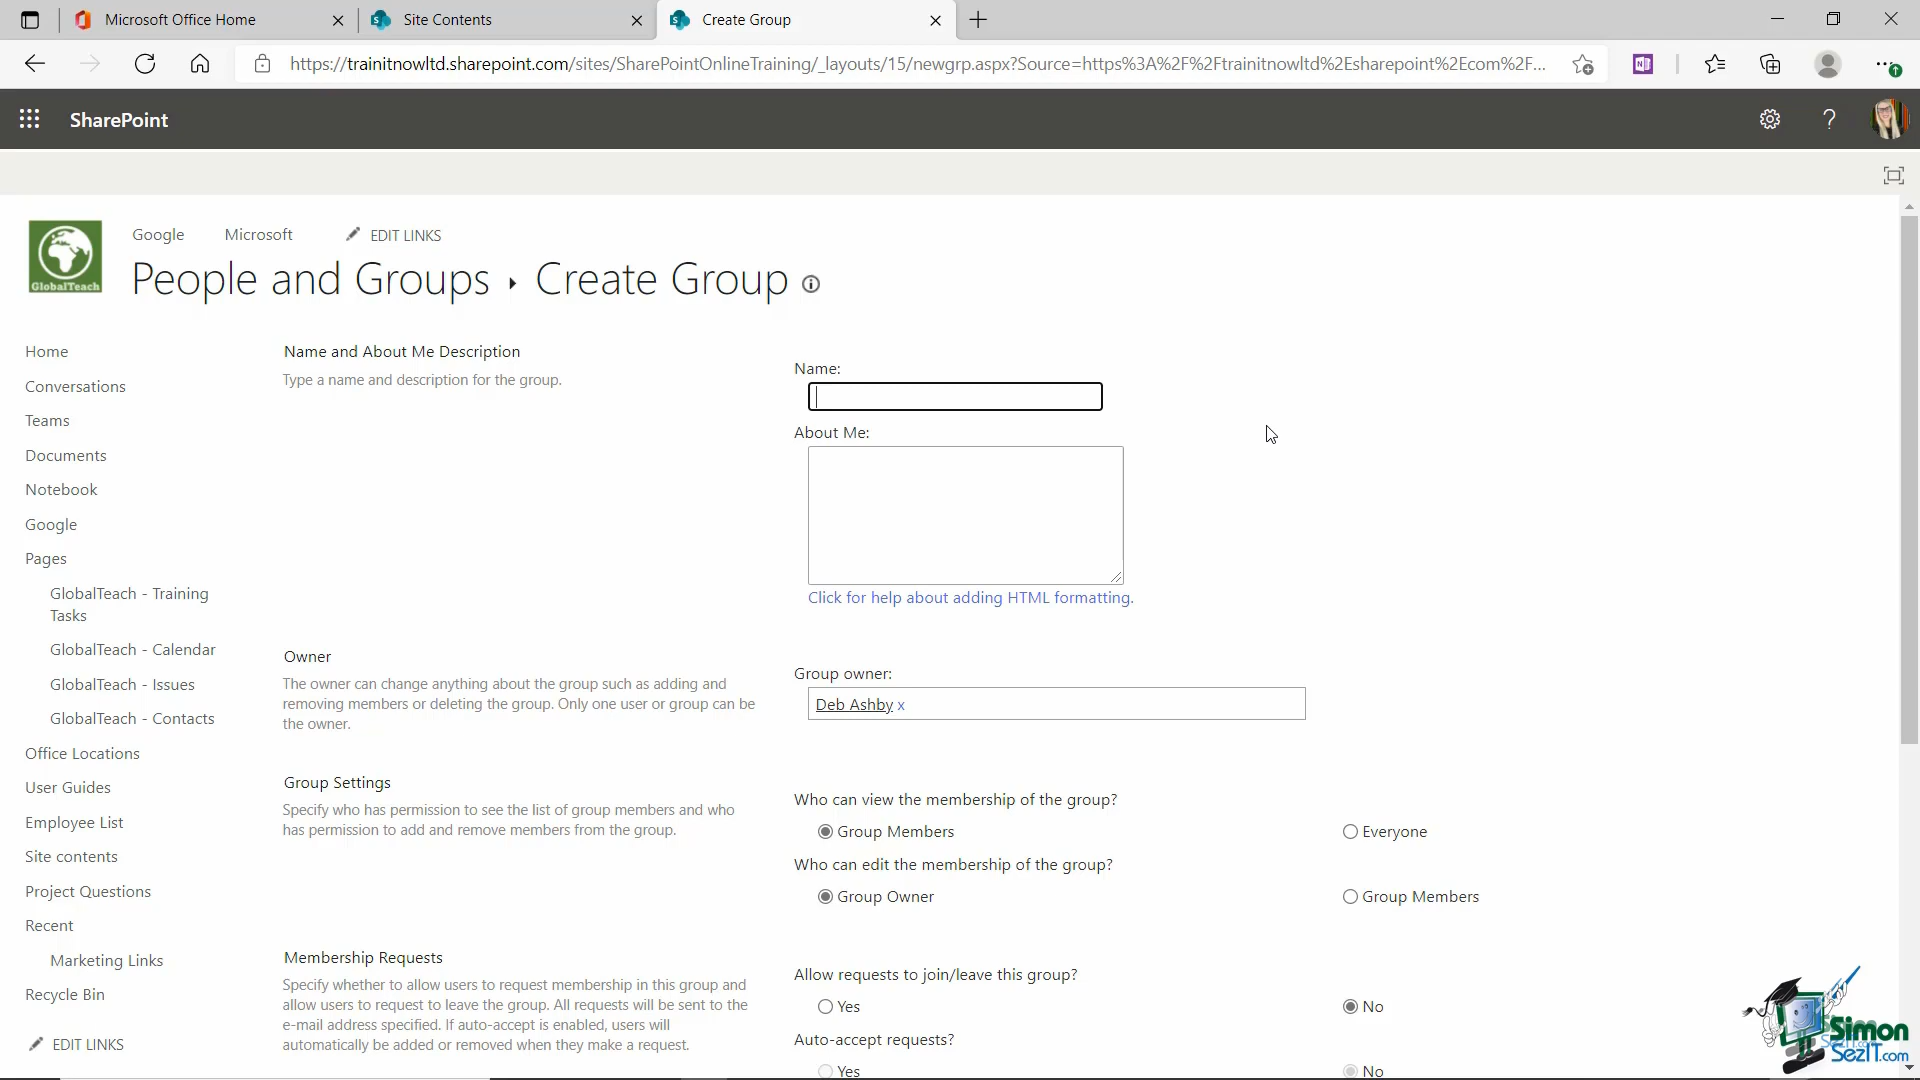 Microsoft Office Home
Site Contents
Create Group
https://trainitnowltd.sharepoint.com/sites/SharePointOnlineTraining/_layouts/15/newgrp.aspx?Source=https%3A%2F%2Ftrainitnowltd%2Esharepoint%2Ecom%2F...
SharePoint
Google
Microsoft
EDIT LINKS
GlobalTeach
People and Groups ▸ Create Group
Home
Conversations
Teams
Documents
Notebook
Google
Pages
GlobalTeach - Training
Tasks
GlobalTeach - Calendar
GlobalTeach - Issues
GlobalTeach - Contacts
Office Locations
User Guides
Employee List
Site contents
Project Questions
Recent
Marketing Links
Recycle Bin
EDIT LINKS
Name and About Me Description
Type a name and description for the group.
Name:
About Me:
Click for help about adding HTML formatting.
Owner
The owner can change anything about the group such as adding and
removing members or deleting the group. Only one user or group can be
the owner.
Group owner:
Deb Ashby x
Group Settings
Specify who has permission to see the list of group members and who
has permission to add and remove members from the group.
Who can view the membership of the group?
Group Members
Everyone
Who can edit the membership of the group?
Group Owner
Group Members
Membership Requests
Specify whether to allow users to request membership in this group and
allow users to request to leave the group. All requests will be sent to the
e-mail address specified. If auto-accept is enabled, users will
automatically be added or removed when they make a request.
Allow requests to join/leave this group?
Yes
No
Auto-accept requests?
Yes
No
Simon
SezIT.com